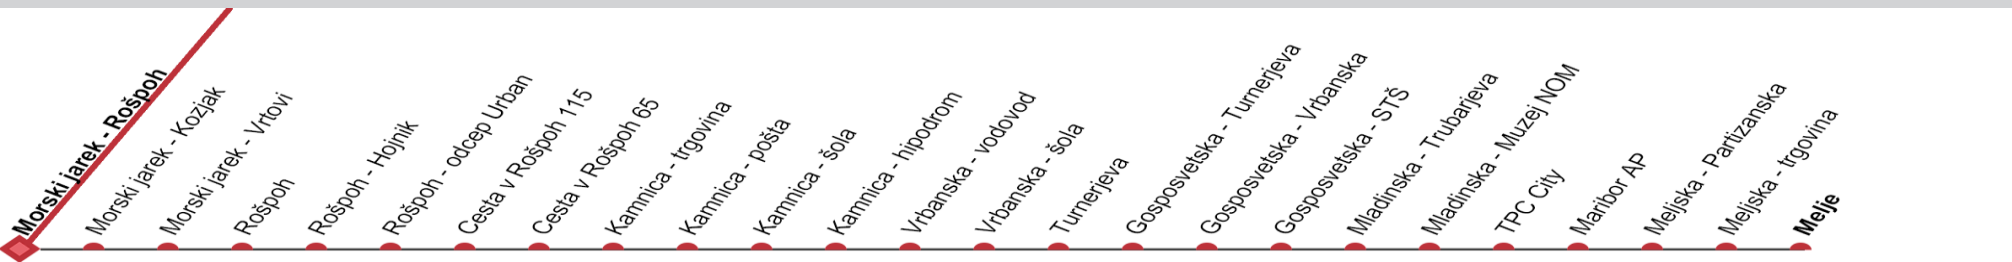 Morski jarek - Rošpoh
Morski jarek - Kozjak
Morski jarek - Vrtovi
Rošpoh
Rošpoh - Hojnik
Rošpoh - odcep Urban
Cesta v Rošpoh 115
Cesta v Rošpoh 65
Kamnica - trgovina
Kamnica - pošta
Kamnica - šola
Kamnica - hipodrom
Vrbanska - vodovod
Vrbanska - šola
Turnerjeva
Gosposvetska - Turnerjeva
Gosposvetska - Vrbanska
Gosposvetska - STŠ
Mladinska - Trubarjeva
Mladinska - Muzej NOM
TPC City
Maribor AP
Meljska - Partizanska
Meljska - trgovina
Melje